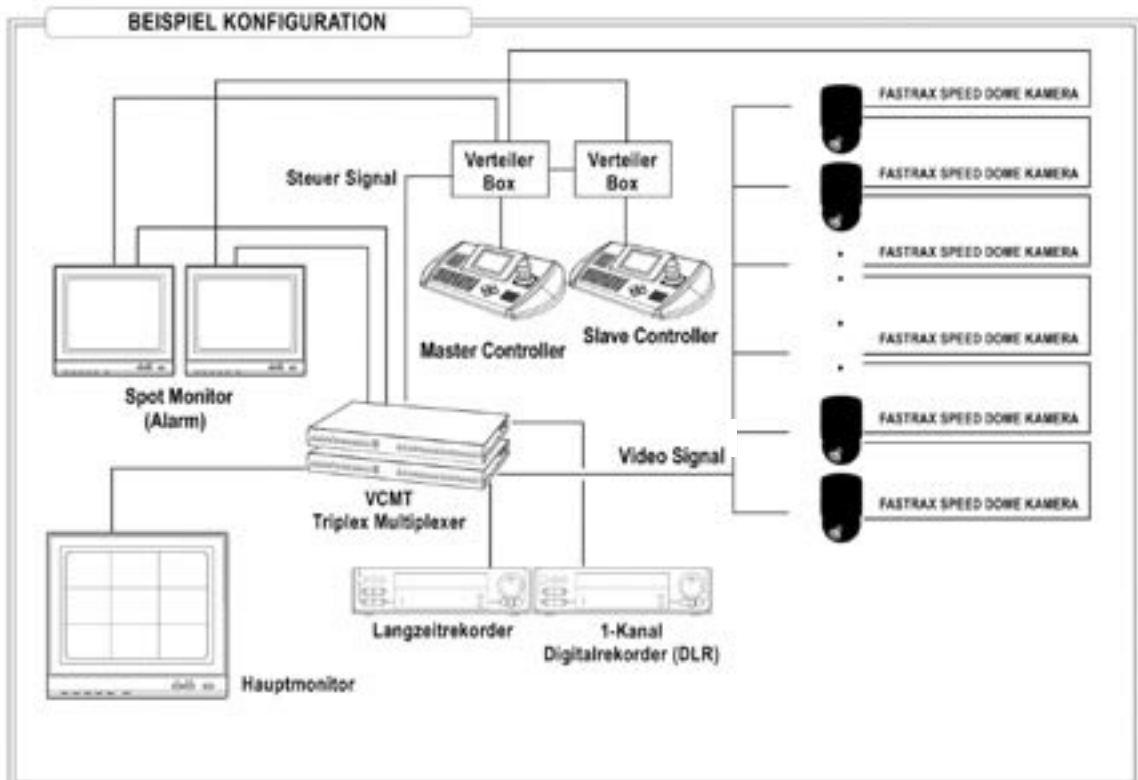 BEISPIEL KONFIGURATION
FASTRAX SPEED DOME KAMERA
Verteiler
Box
Verteiler
Box
Steuer Signal
FASTRAX SPEED DOME KAMERA
FASTRAX SPEED DOME KAMERA
Master Controller
Slave Controller
FASTRAX SPEED DOME KAMERA
Spot Monitor
(Alarm)
FASTRAX SPEED DOME KAMERA
Video Signal
VCMT
Triplex Multiplexer
FASTRAX SPEED DOME KAMERA
Langzeitrekorder
1-Kanal
Digitalrekorder (DLR)
Hauptmonitor